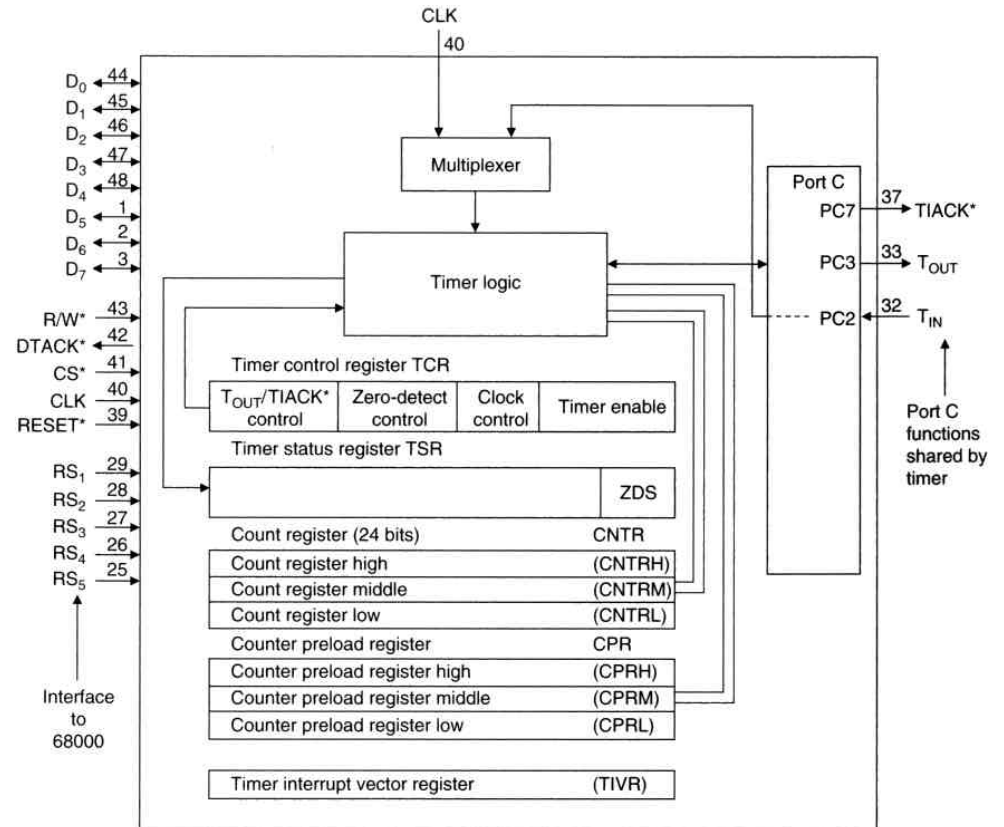 CLK
40
D0 44
D1 45
D2 46
D3 47
D4 48
D5 1
D6 2
D7 3
R/W* 43
DTACK* 42
CS* 41
CLK 40
RESET* 39
RS1 29
RS2 28
RS3 27
RS4 26
RS5 25
Interface
to
68000
Multiplexer
Timer logic
Timer control register TCR
TOUT/TIACK*
control
Zero-detect
control
Clock
control
Timer enable
Timer status register TSR
ZDS
Count register (24 bits) CNTR
Count register high (CNTRH)
Count register middle (CNTRM)
Count register low (CNTRL)
Counter preload register CPR
Counter preload register high (CPRH)
Counter preload register middle (CPRM)
Counter preload register low (CPRL)
Timer interrupt vector register (TIVR)
Port C
PC7 37 TIACK*
PC3 33 TOUT
PC2 32 TIN
Port C
functions
shared by
timer